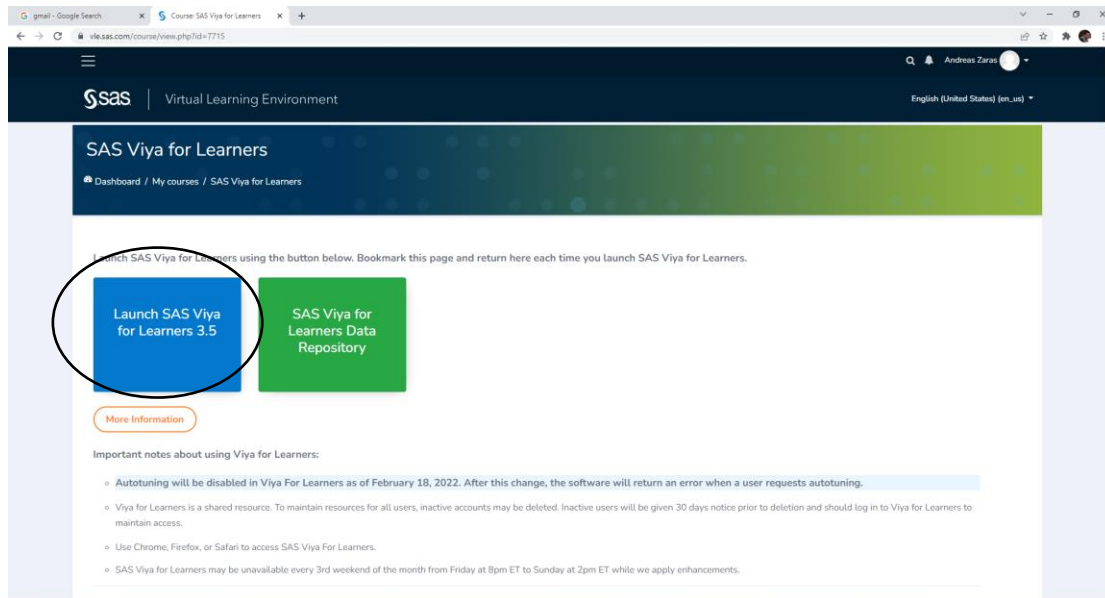 gmail - Google Search
Course: SAS Viya for Learners
vle.sas.com/course/view.php?id=7715
Andreas Zaras
sas
Virtual Learning Environment
English (United States) (en_us)
SAS Viya for Learners
Dashboard / My courses / SAS Viya for Learners
Launch SAS Viya for Learners using the button below. Bookmark this page and return here each time you launch SAS Viya for Learners.
Launch SAS Viya
for Learners 3.5
SAS Viya for
Learners Data
Repository
More Information
Important notes about using Viya for Learners:
Autotuning will be disabled in Viya For Learners as of February 18, 2022. After this change, the software will return an error when a user requests autotuning.
Viya for Learners is a shared resource. To maintain resources for all users, inactive accounts may be deleted. Inactive users will be given 30 days notice prior to deletion and should log in to Viya for Learners to
maintain access.
Use Chrome, Firefox, or Safari to access SAS Viya For Learners.
SAS Viya for Learners may be unavailable every 3rd weekend of the month from Friday at 8pm ET to Sunday at 2pm ET while we apply enhancements.